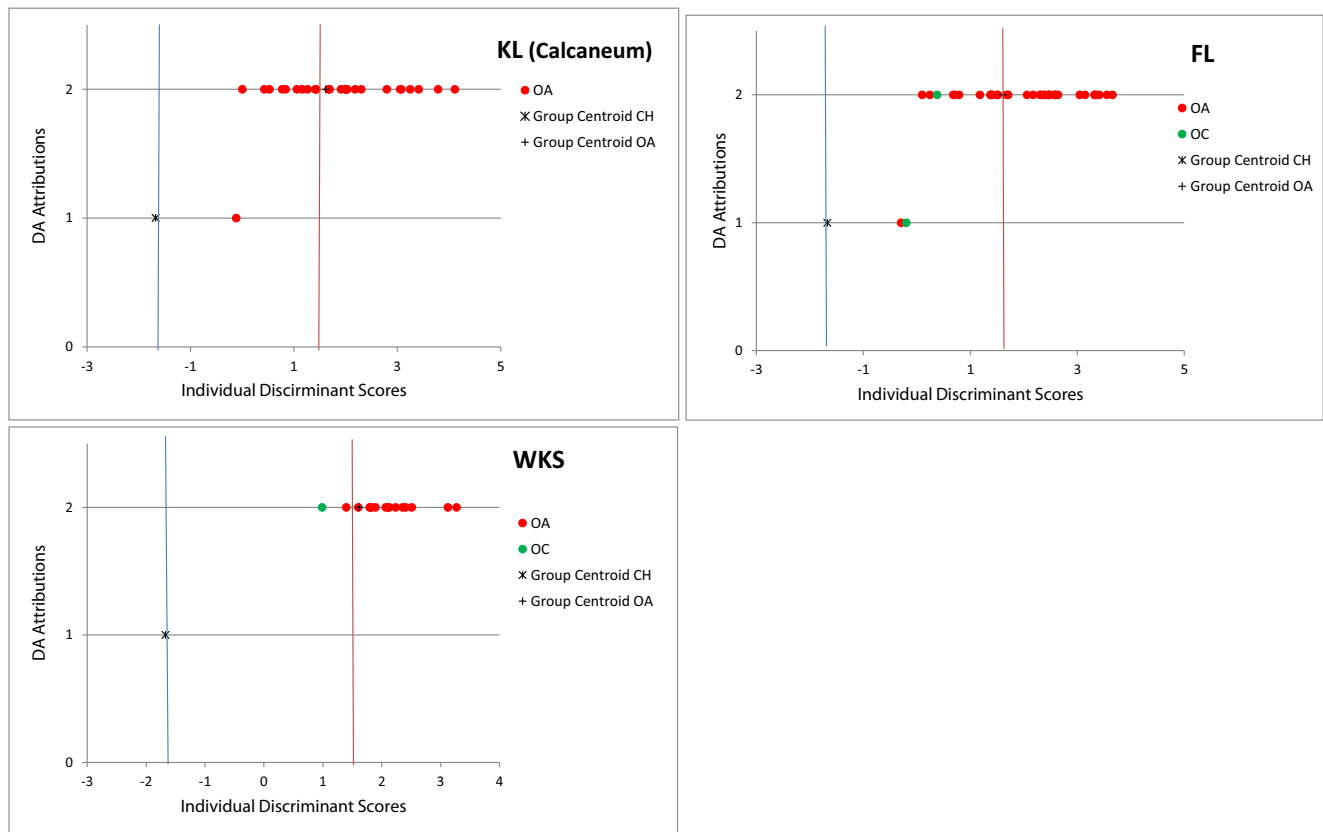 KL (Calcaneum)
2
1
0
-3
-1
1
3
5
DA Attributions
Individual Discirminant Scores
OA
Group Centroid CH
Group Centroid OA
FL
2
1
0
-3
-1
1
3
5
DA Attributions
Individual Discriminant Scores
OA
OC
Group Centroid CH
Group Centroid OA
WKS
2
1
0
-3
-2
-1
0
1
2
3
4
DA Attributions
Individual Discriminant Scores
OA
OC
Group Centroid CH
Group Centroid OA